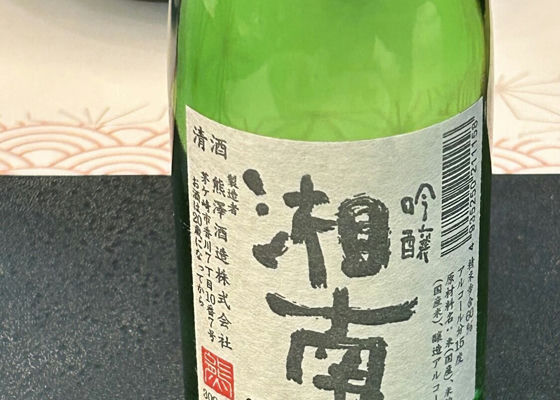 清酒
製造者
熊澤酒造株式会社
茅ケ崎市香川7丁目10番7号
お酒は20歳になってから
湘南
吟醸
4 985250 211153
精米歩合60%
アルコール分15度
原材料名:米(国産)、米
(国産米)、醸造アルコー